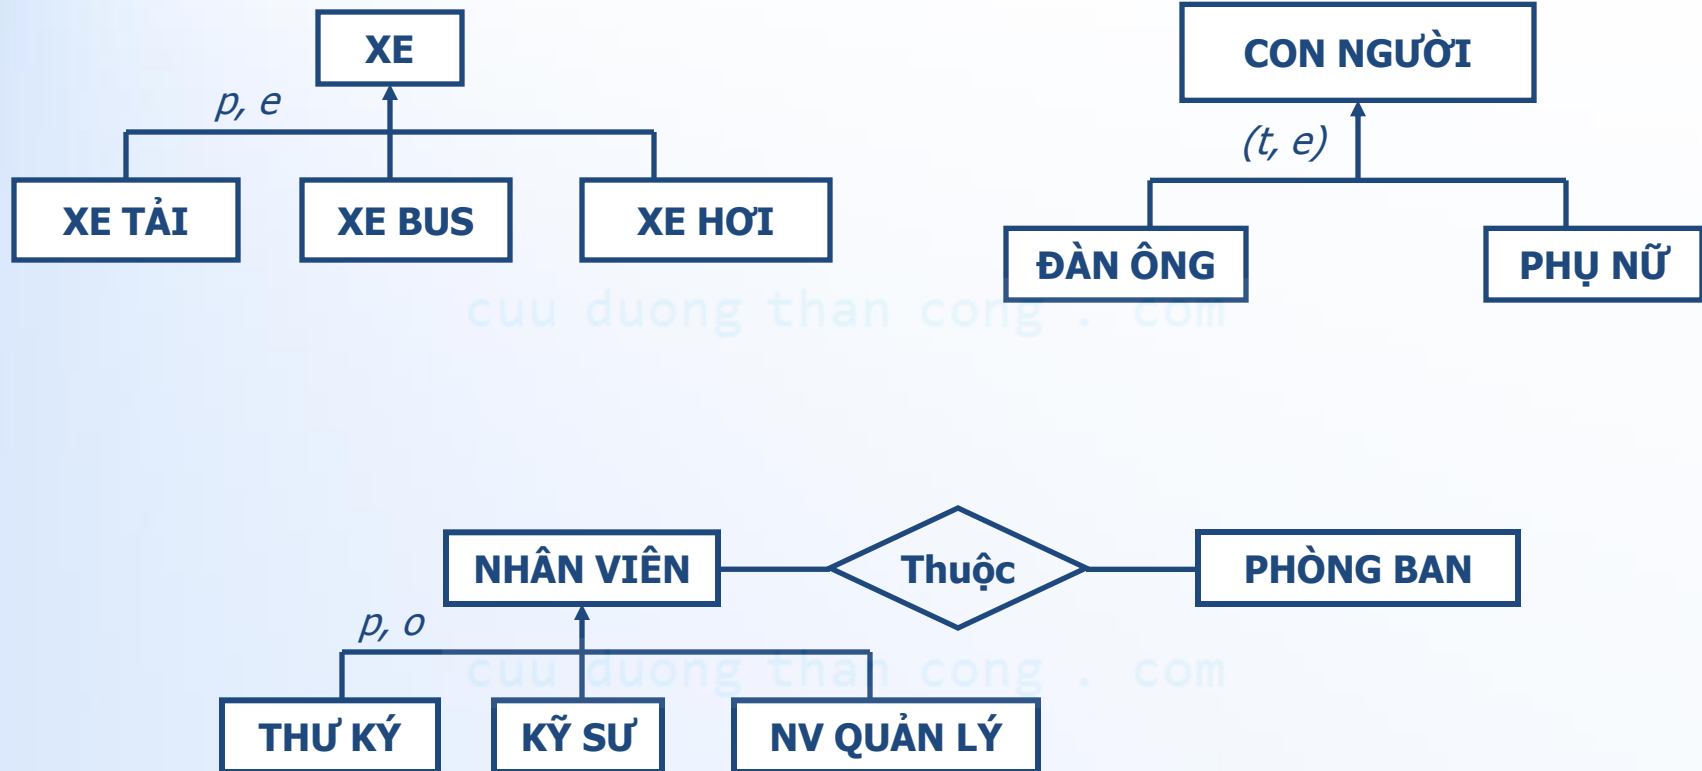 XE
CON NGƯỜI
p, e
(t, e)
XE TẢI
XE BUS
XE HƠI
ĐÀN ÔNG
PHỤ NỮ
cuu duong than cong . com
NHÂN VIÊN
Thuộc
PHÒNG BAN
p, o
cuu duong than cong . com
THƯ KÝ
KỸ SƯ
NV QUẢN LÝ